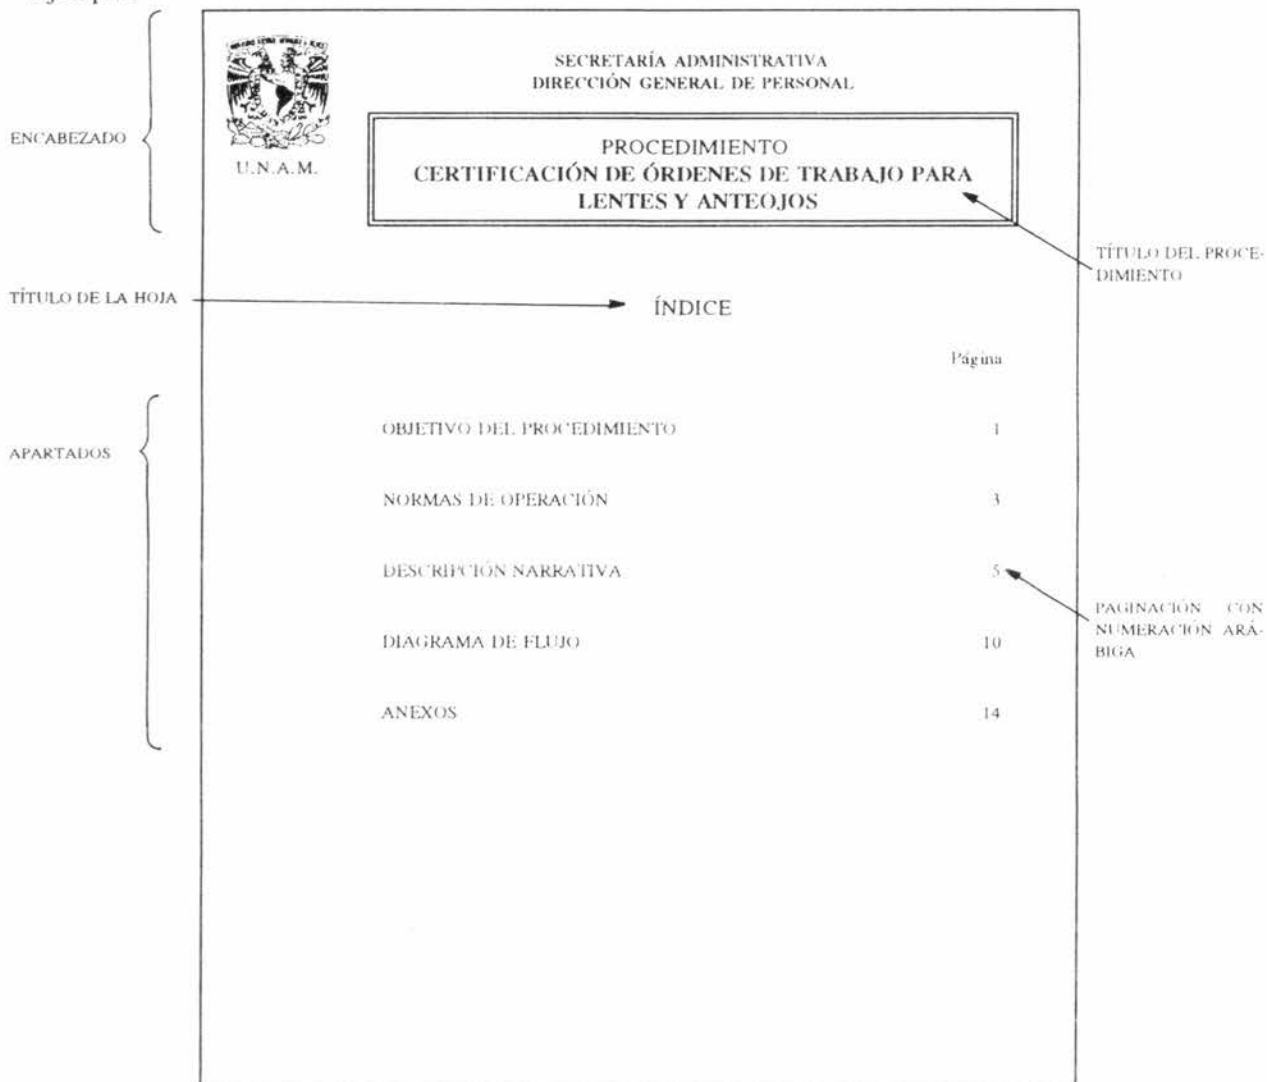 SECRETARÍA ADMINISTRATIVA
DIRECCIÓN GENERAL DE PERSONAL
ENCABEZADO
U.N.A.M.
PROCEDIMIENTO
CERTIFICACIÓN DE ÓRDENES DE TRABAJO PARA
LENTES Y ANTEOJOS
TÍTULO DEL PROCE-
DIMIENTO
TÍTULO DE LA HOJA
ÍNDICE
Página
APARTADOS
OBJETIVO DEL PROCEDIMIENTO 1
NORMAS DE OPERACIÓN 3
DESCRIPCIÓN NARRATIVA 5
PAGINACIÓN CON
NUMERACIÓN ARÁ-
BIGA
DIAGRAMA DE FLUJO 10
ANEXOS 14